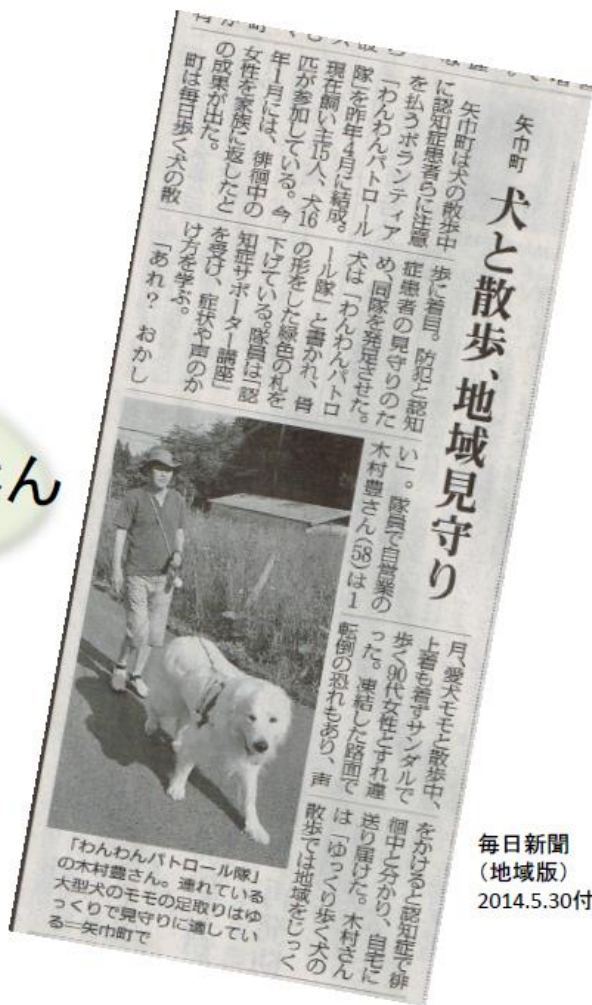 矢巾町
犬と散歩、地域見守り
矢巾町は犬の散歩中
に認知症患者らに注意
を払うボランティア
「わんわんパトロール
隊」を昨年4月に結成。
現在飼い主15人、犬16
匹が参加している。今
年1月には、徘徊中の
女性を家族に返したと
の成果が出た。
町は毎日歩く犬の散
歩に着目。防犯と認知
症患者の見守りのた
め、同隊を発足させた。
犬は「わんわんパトロ
ール隊」と書かれ、骨
の形をした緑色の札を
下げている。隊員は「認
知症サポーター講座」
を受け、症状や声のか
け方を学ぶ。
「あれ? おかし
い」。隊員で自営業の
木村豊さん(58)は1
月、愛犬モモと散歩中、
上着も着ずサンダルで
歩く90代女性とすれ違
った。凍結した路面で
転倒の恐れもあり、声
をかけると認知症で徘
徊中と分かり、自宅に
送り届けた。木村さん
は「ゆっくり歩く犬の
散歩では地域をじっく
「わんわんパトロール隊」
の木村豊さん。連れている
大型犬のモモの足取りはゆ
っくりで見守りに適してい
る＝矢巾町で
ん
毎日新聞
（地域版）
2014.5.30付